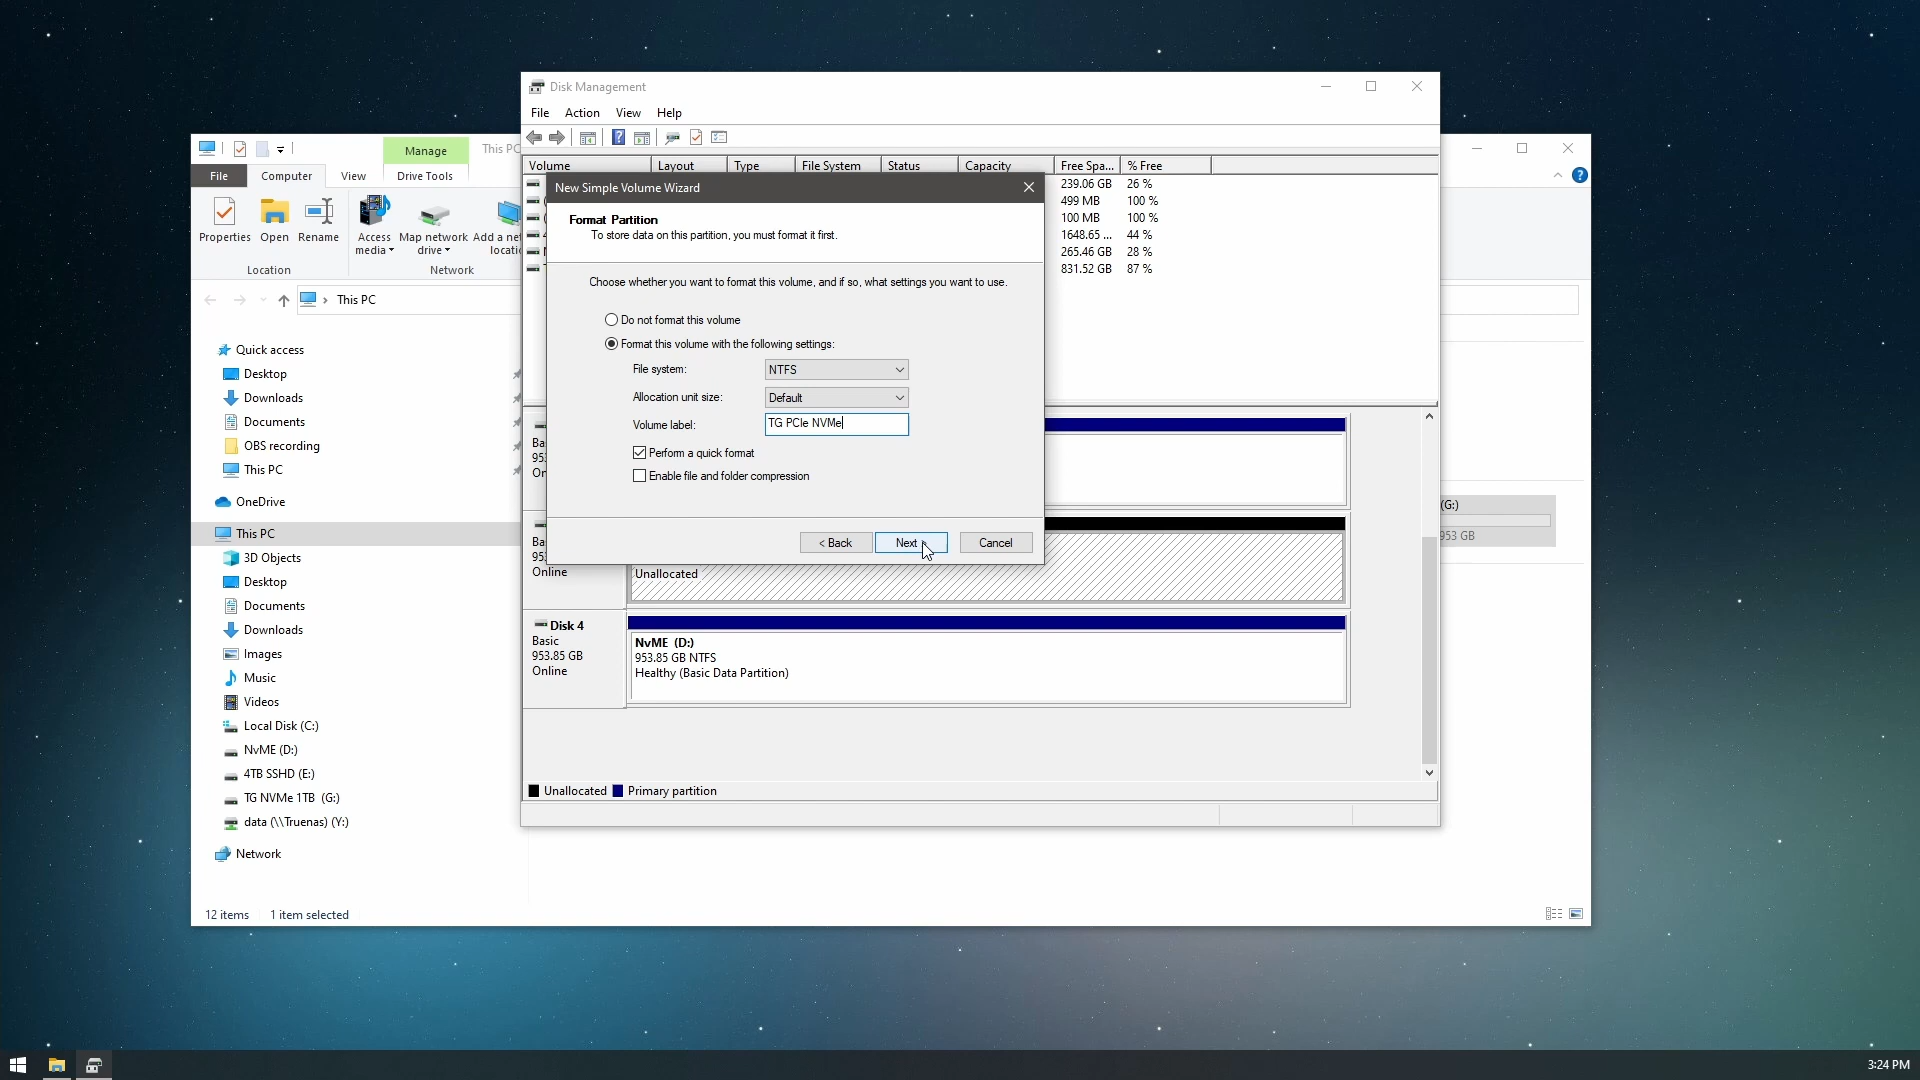 Disk Management
File Action View Help
Volume Layout Type File System Status Capacity Free Spa... % Free
239.06 GB 26 %
499 MB 100 %
100 MB 100 %
1648.65 ... 44 %
265.46 GB 28 %
831.52 GB 87 %
Manage
This PC
File Computer View Drive Tools
Properties Open Rename
Access media
Map network drive
Location
Network
This PC
Quick access
Desktop
Downloads
Documents
OBS recording
This PC
OneDrive
This PC
3D Objects
Desktop
Documents
Downloads
Images
Music
Videos
Local Disk (C:)
NvME (D:)
4TB SSHD (E:)
TG NVMe 1TB (G:)
data (\\Truenas) (Y:)
Network
12 items 1 item selected
New Simple Volume Wizard
Format Partition
To store data on this partition, you must format it first.
Choose whether you want to format this volume, and if so, what settings you want to use.
Do not format this volume
Format this volume with the following settings:
File system: NTFS
Allocation unit size: Default
Volume label: TG PCIe NVMe
Perform a quick format
Enable file and folder compression
< Back Next Cancel
Online
Unallocated
Disk 4
Basic
953.85 GB
Online
NvME (D:)
953.85 GB NTFS
Healthy (Basic Data Partition)
Unallocated Primary partition
(G:)
953 GB
3:24 PM